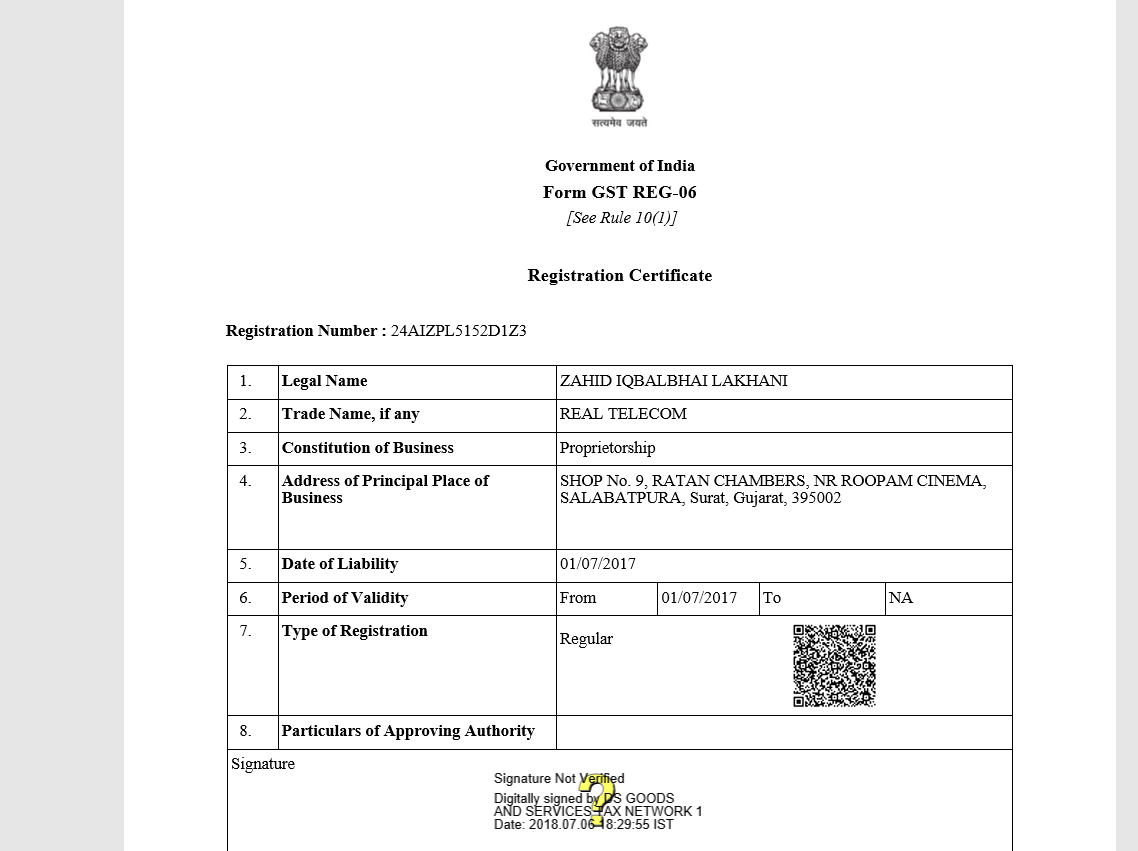 सत्यमेव जयते
Government of India
Form GST REG-06
[See Rule 10(1)]
Registration Certificate
Registration Number : 24AIZPL5152D1Z3
1. Legal Name ZAHID IQBALBHAI LAKHANI
2. Trade Name, if any REAL TELECOM
3. Constitution of Business Proprietorship
4. Address of Principal Place of SHOP No. 9, RATAN CHAMBERS, NR ROOPAM CINEMA,
Business SALABATPURA, Surat, Gujarat, 395002
5. Date of Liability 01/07/2017
6. Period of Validity From 01/07/2017 To NA
7. Type of Registration Regular
8. Particulars of Approving Authority
Signature
Signature Not Verified
Digitally signed by DS GOODS
AND SERVICES TAX NETWORK 1
Date: 2018.07.06 18:29:55 IST